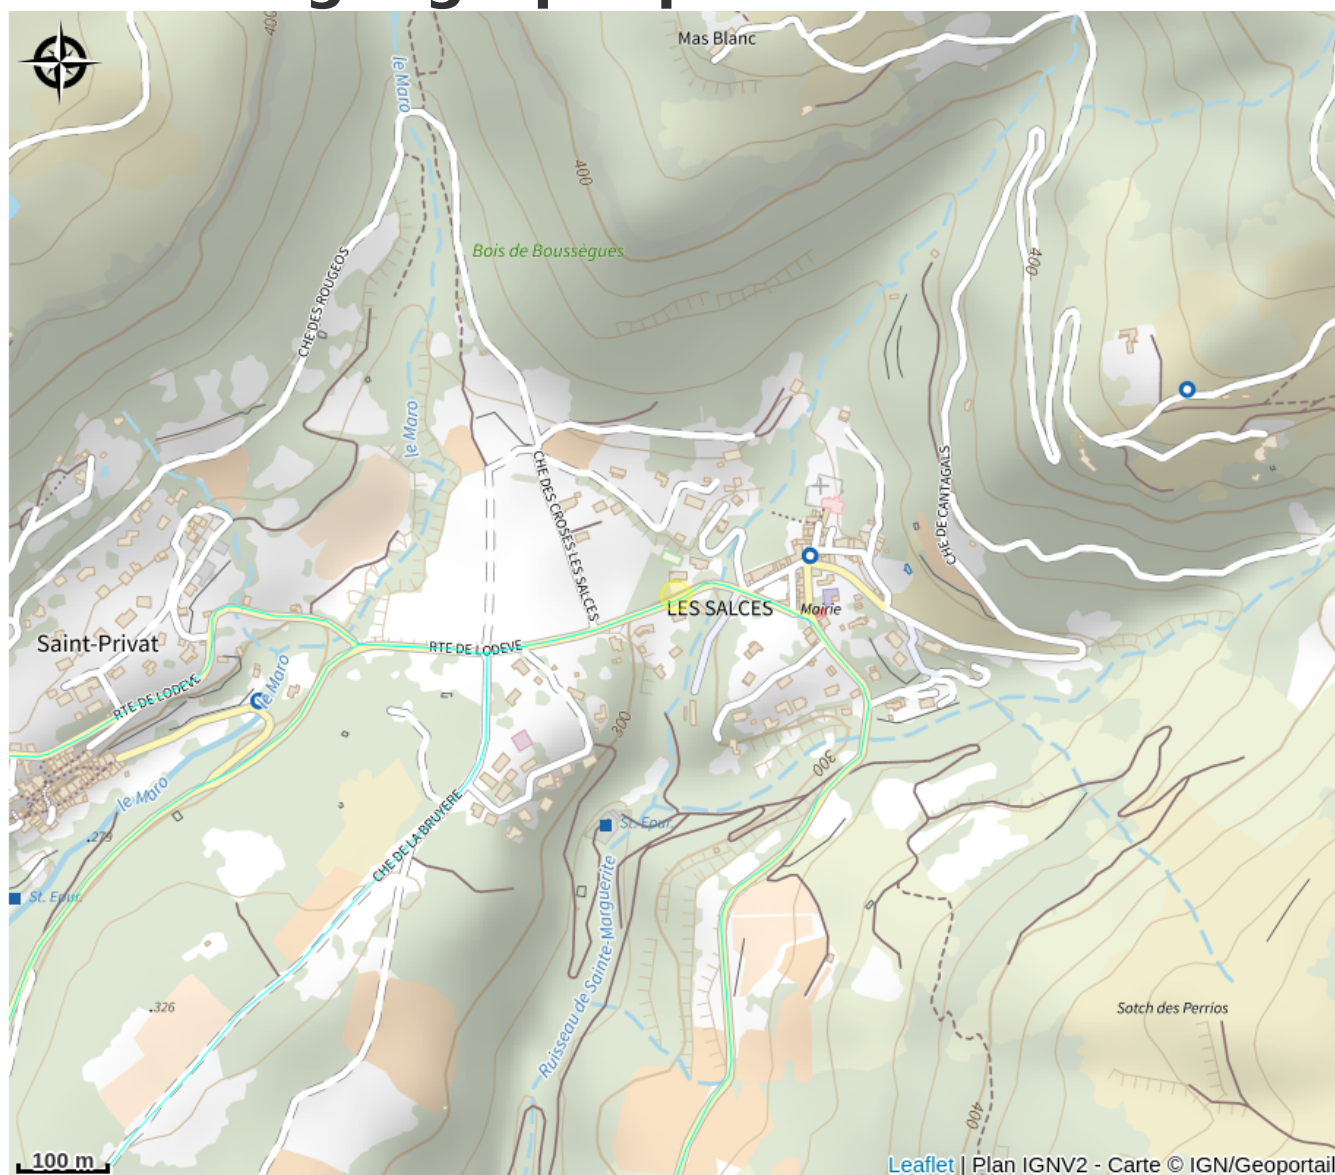 400
Mas Blanc
le Maro
400
Bois de Boussègues
400
CHE DES ROUGEOS
le Maro
CHE DES CROSES LES SALCES
CHE DE CANTAGALS
LES SALCES
Mairie
Saint-Privat
RTE DE LODEVE
le Maro
RTE DE LODEVE
300
300
le Maro
St. Epur.
CHE DE LA BRUYERE
.279
St. Epur.
Ruisseau de Sainte-Marguerite
.326
Sotch des Perrios
400
100 m
Leaflet | Plan IGNV2 - Carte © IGN/Geoportail